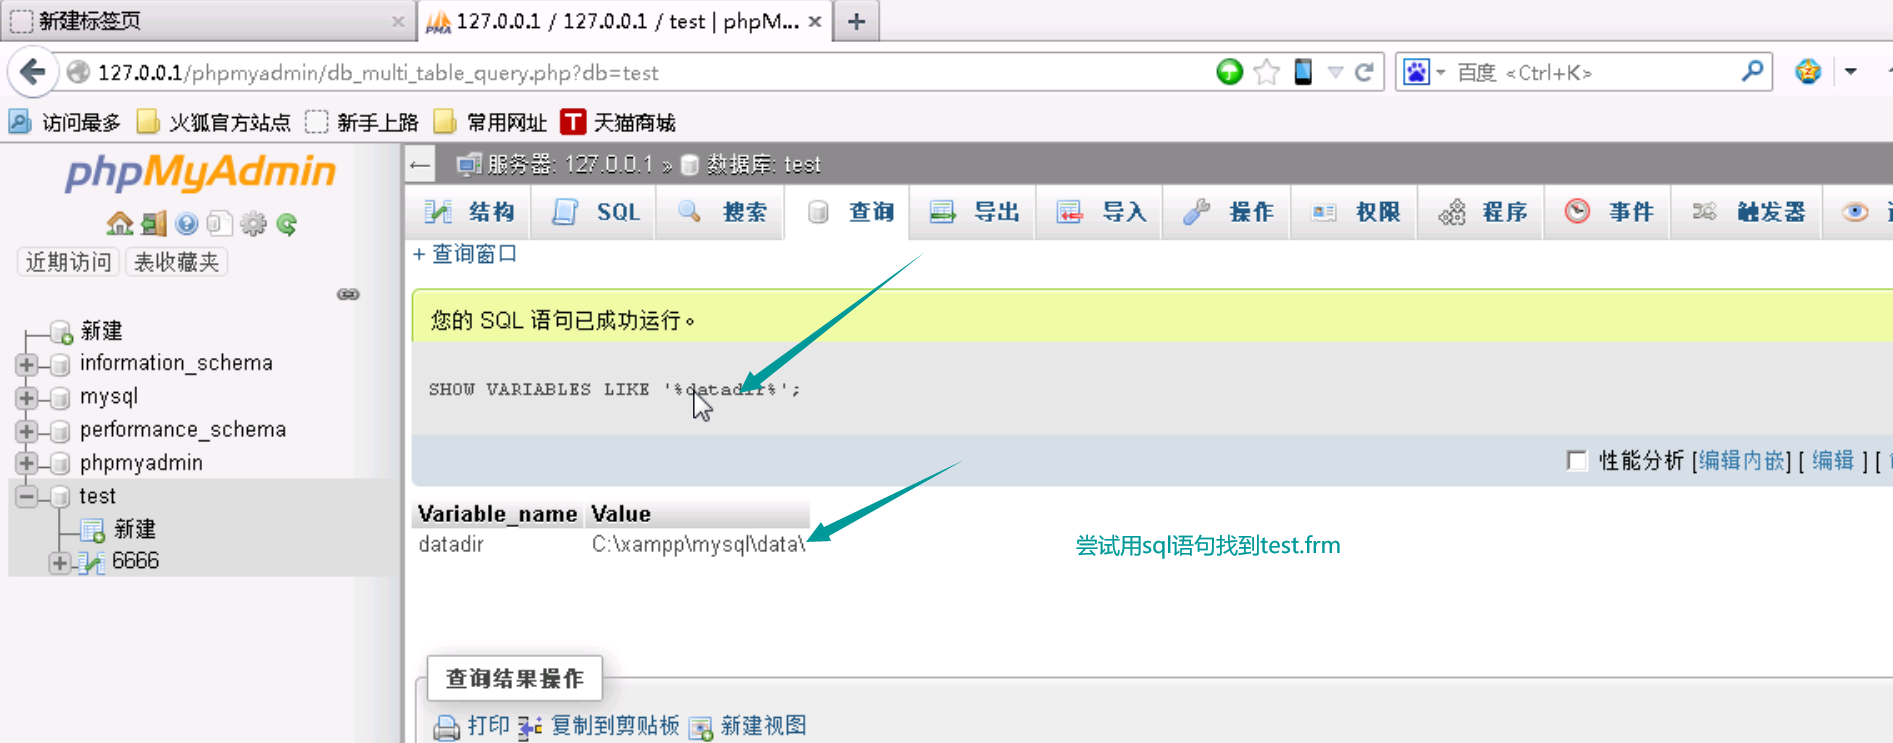 新建标签页
127.0.0.1 / 127.0.0.1 / test | phpM...
127.0.0.1/phpmyadmin/db_multi_table_query.php?db=test
百度 <Ctrl+K>
访问最多 火狐官方站点 新手上路 常用网址 天猫商城
phpMyAdmin
近期访问 表收藏夹
新建
information_schema
mysql
performance_schema
phpmyadmin
test
新建
6666
服务器: 127.0.0.1 » 数据库: test
结构 SQL 搜索 查询 导出 导入 操作 权限 程序 事件 触发器
+ 查询窗口
您的 SQL 语句已成功运行。
SHOW VARIABLES LIKE '%datadir%';
性能分析 [编辑内嵌] [ 编辑 ] [
Variable_name Value
datadir C:\xampp\mysql\data\
尝试用sql语句找到test.frm
查询结果操作
打印 复制到剪贴板 新建视图